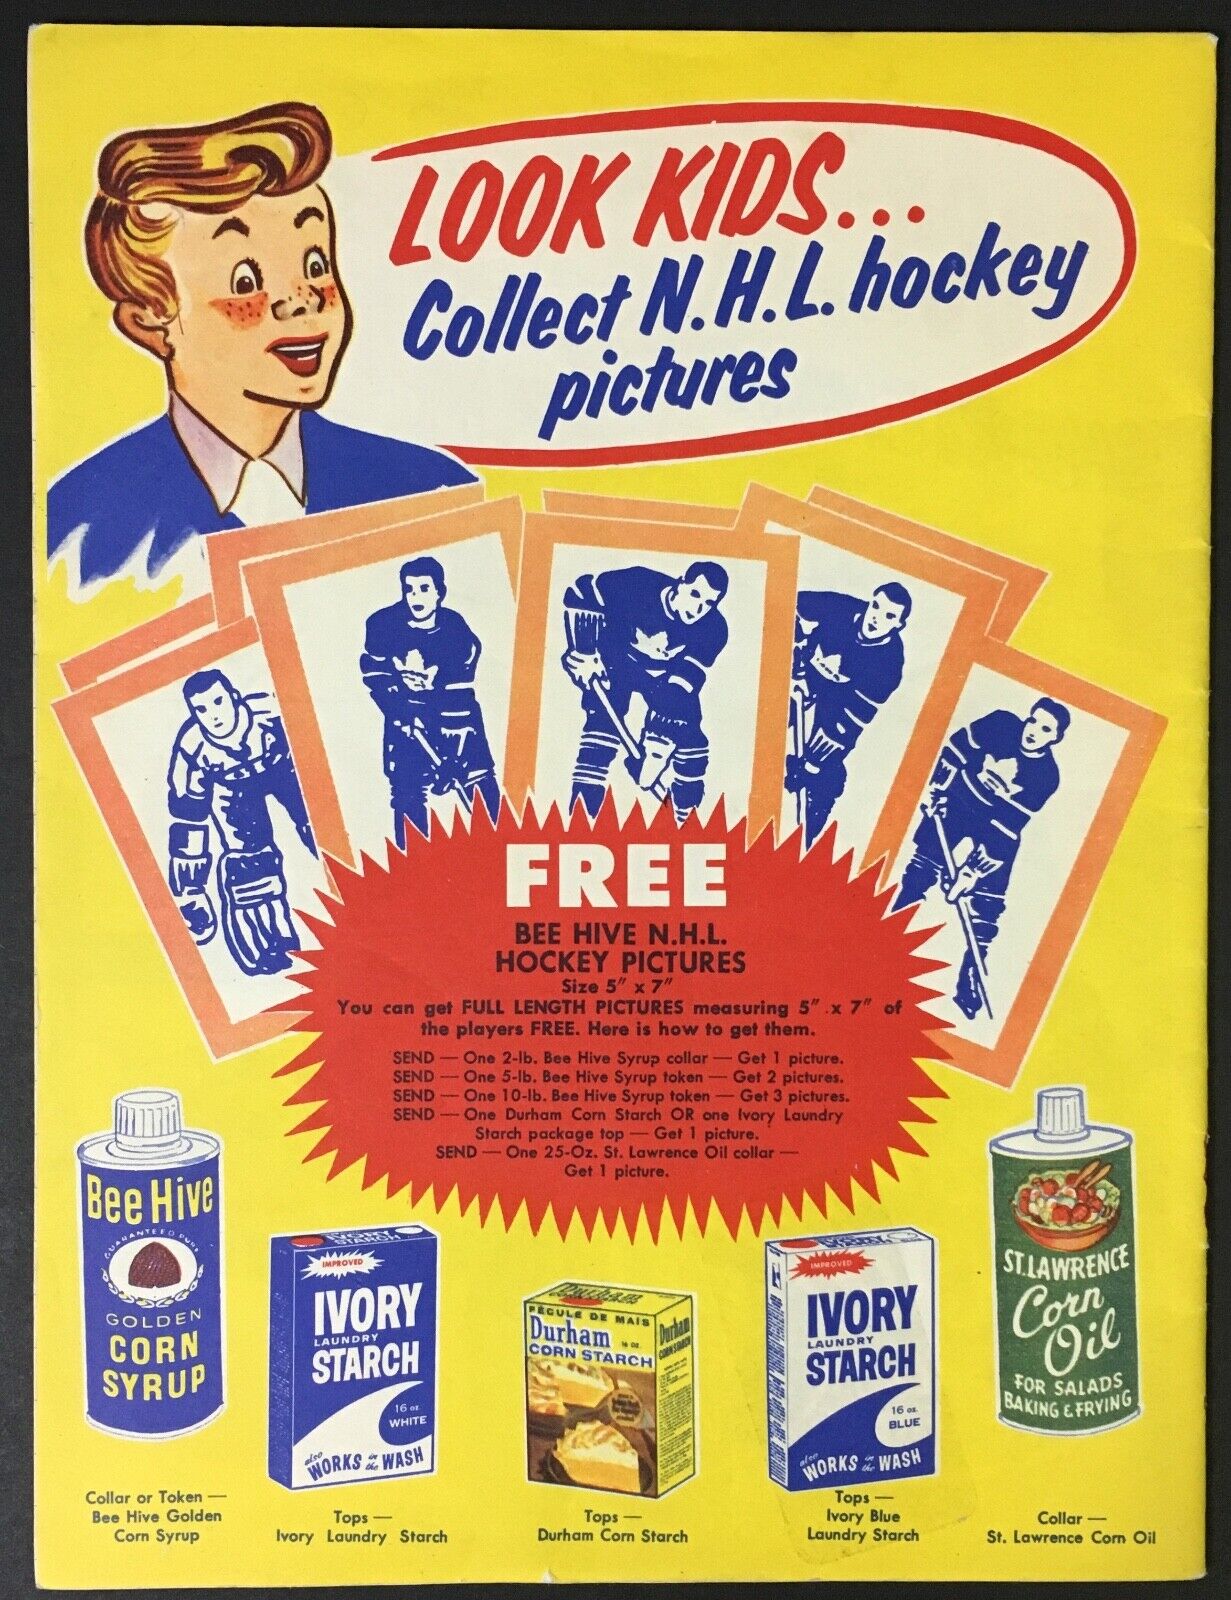 LOOK KIDS...
Collect N.H.L. hockey
pictures
FREE
BEE HIVE N.H.L.
HOCKEY PICTURES
Size 5" x 7"
You can get FULL LENGTH PICTURES measuring 5" x 7" of
the players FREE. Here is how to get them.
SEND — One 2-lb. Bee Hive Syrup collar — Get 1 picture.
SEND — One 5-lb. Bee Hive Syrup token — Get 2 pictures.
SEND — One 10-lb. Bee Hive Syrup token — Get 3 pictures.
SEND — One Durham Corn Starch OR one Ivory Laundry
Starch package top — Get 1 picture.
SEND — One 25-Oz. St. Lawrence Oil collar —
Get 1 picture.
Bee Hive
GUARANTEED PURE
GOLDEN
CORN
SYRUP
IMPROVED
IVORY
LAUNDRY
STARCH
16 oz.
WHITE
also
WORKS in the WASH
FÉCULE DE MAIS
Durham
16 OZ.
CORN STARCH
Durham
CORN STARCH
IMPROVED
IVORY
LAUNDRY
STARCH
16 oz.
BLUE
also
WORKS in the WASH
ST. LAWRENCE
Corn
Oil
FOR SALADS
BAKING & FRYING
Collar or Token —
Bee Hive Golden
Corn Syrup
Tops —
Ivory Laundry Starch
Tops —
Durham Corn Starch
Tops —
Ivory Blue
Laundry Starch
Collar —
St. Lawrence Corn Oil